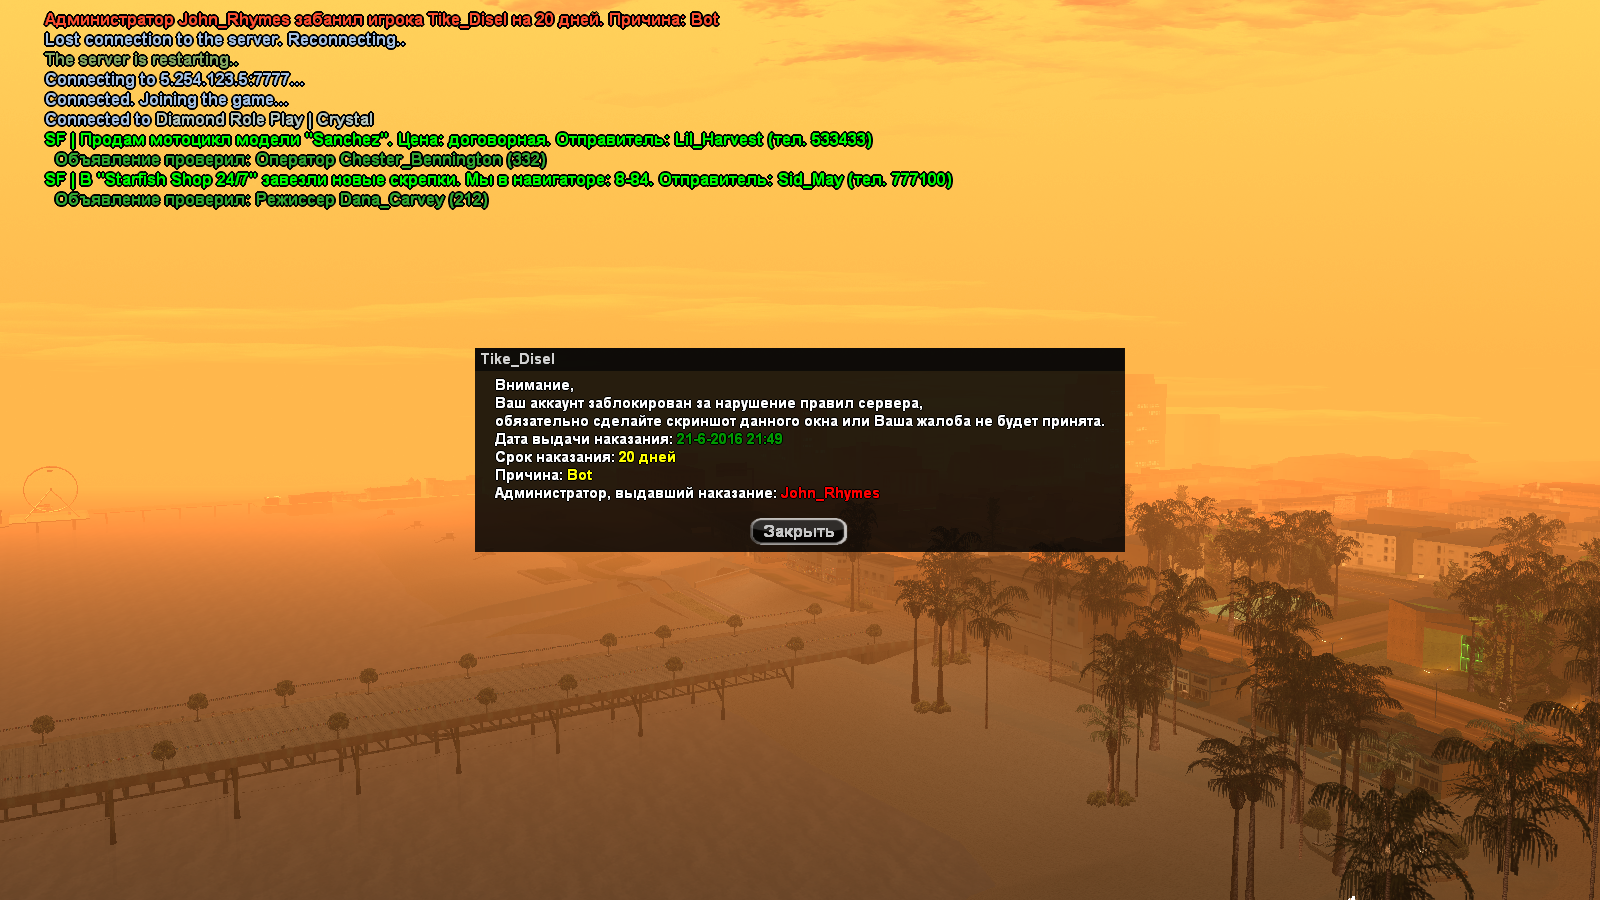 Администратор John_Rhymes забанил игрока Tike_Disel на 20 дней. Причина: Bot
Lost connection to the server. Reconnecting..
The server is restarting..
Connecting to 5.254.123.5:7777...
Connected. Joining the game...
Connected to Diamond Role Play | Crystal
SF | Продам мотоцикл модели "Sanchez". Цена: договорная. Отправитель: Lil_Harvest (тел. 533433)
Объявление проверил: Оператор Chester_Bennington (332)
SF | В "Starfish Shop 24/7" завезли новые скрепки. Мы в навигаторе: 8-84. Отправитель: Sid_May (тел. 777100)
Объявление проверил: Режиссер Dana_Carvey (212)
Tike_Disel
Внимание,
Ваш аккаунт заблокирован за нарушение правил сервера,
обязательно сделайте скриншот данного окна или Ваша жалоба не будет принята.
Дата выдачи наказания: 21-6-2016 21:49
Срок наказания: 20 дней
Причина: Bot
Администратор, выдавший наказание: John_Rhymes
Закрыть